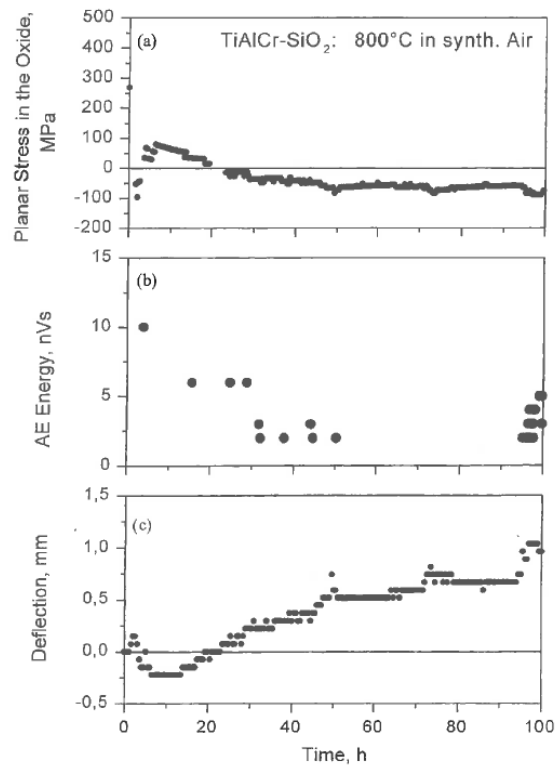 500
(a) TiAlCr-SiO₂: 800°C in synth. Air
400
300
200
100
0
-100
-200
Planar Stress in the Oxide,
MPa
15
(b)
10
5
0
AE Energy, nVs
1,5
(c)
1,0
0,5
0,0
-0,5
Deflection, mm
0 20 40 60 80 100
Time, h